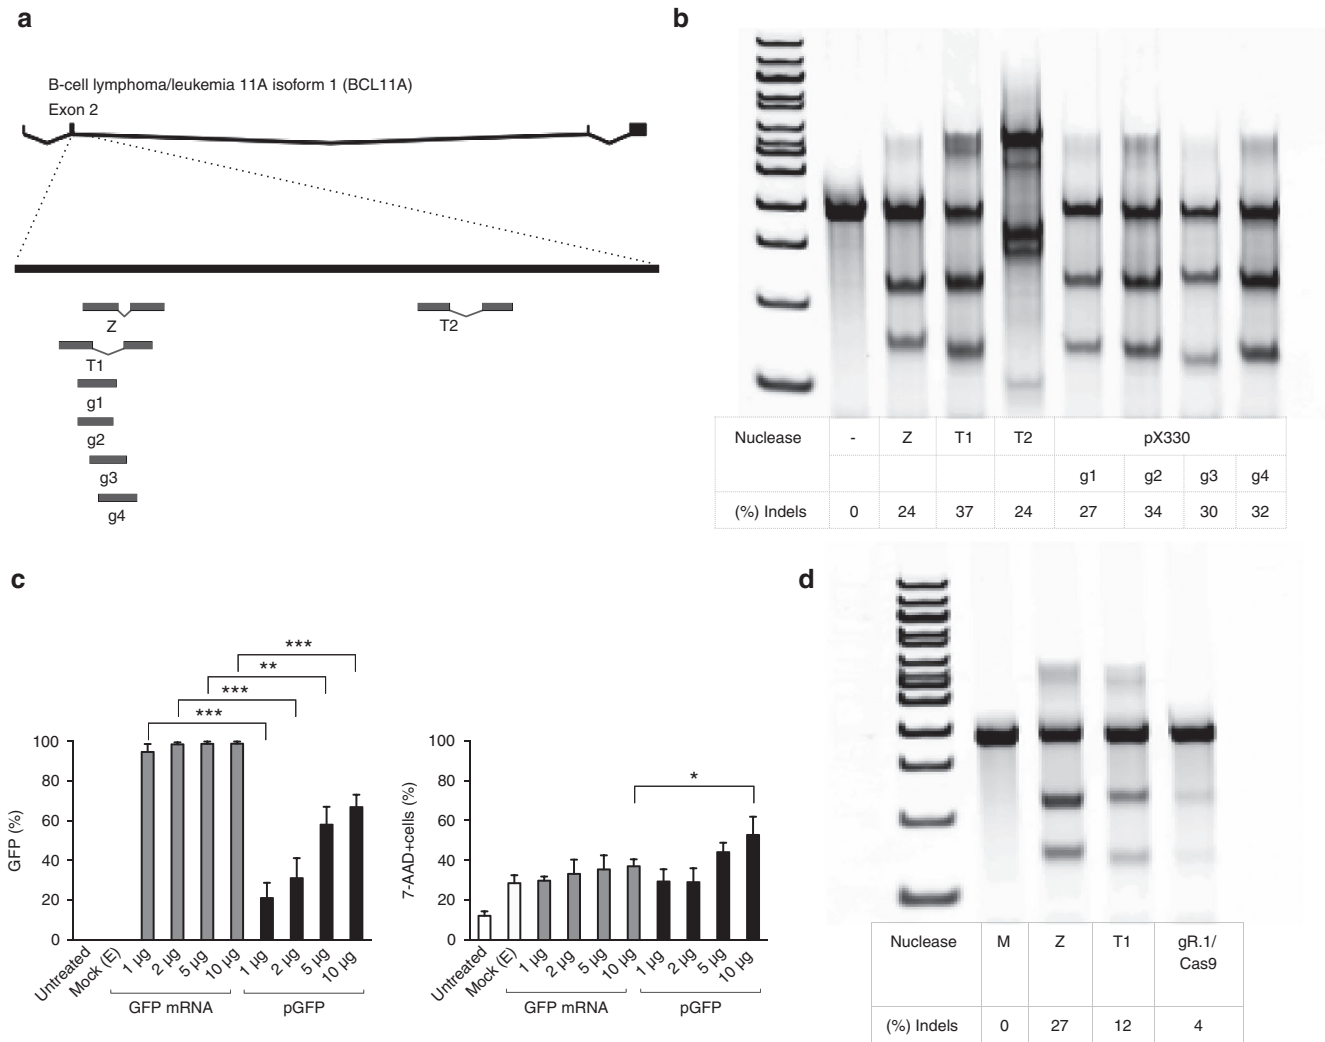 a
B-cell lymphoma/leukemia 11A isoform 1 (BCL11A)
Exon 2
Z
T2
T1
g1
g2
g3
g4
b
Nuclease - Z T1 T2 pX330
g1 g2 g3 g4
(%) Indels 0 24 37 24 27 34 30 32
c
***
**
***
***
GFP (%)
100
80
60
40
20
0
Untreated
Mock (E)
1 µg
2 µg
5 µg
10 µg
1 µg
2 µg
5 µg
10 µg
GFP mRNA
pGFP
*
7-AAD+cells (%)
100
80
60
40
20
0
Untreated
Mock (E)
1 µg
2 µg
5 µg
10 µg
1 µg
2 µg
5 µg
10 µg
GFP mRNA
pGFP
d
Nuclease M Z T1 gR.1/
Cas9
(%) Indels 0 27 12 4